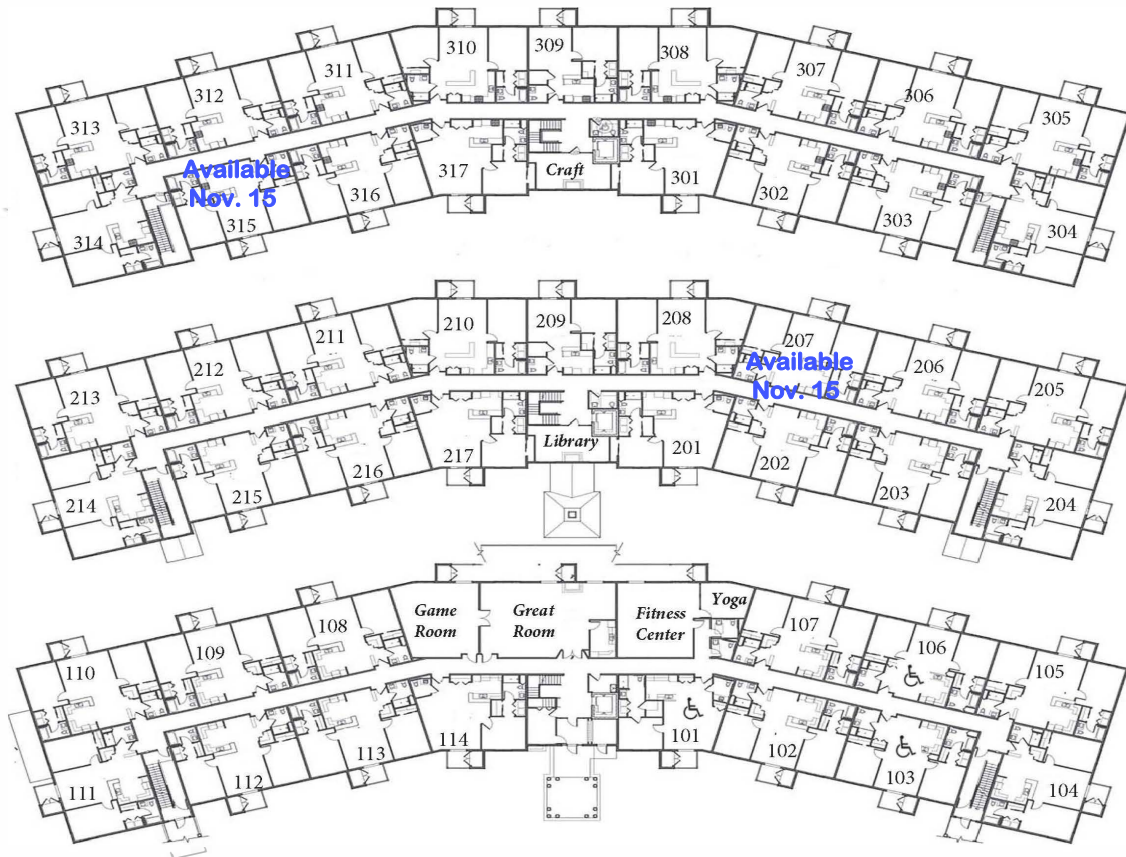 310 309 308
311 307
312 306
313 305
Available
Nov. 15
317 Craft 301
316 302
315 303
314 304
210 209 208
211 207
212 206
213 205
Available
Nov. 15
217 Library 201
216 202
215 203
214 204
Game
Room
Great
Room
Fitness
Center
Yoga
108 107
109 106
110 105
114 101
113 102
112 103
111 104